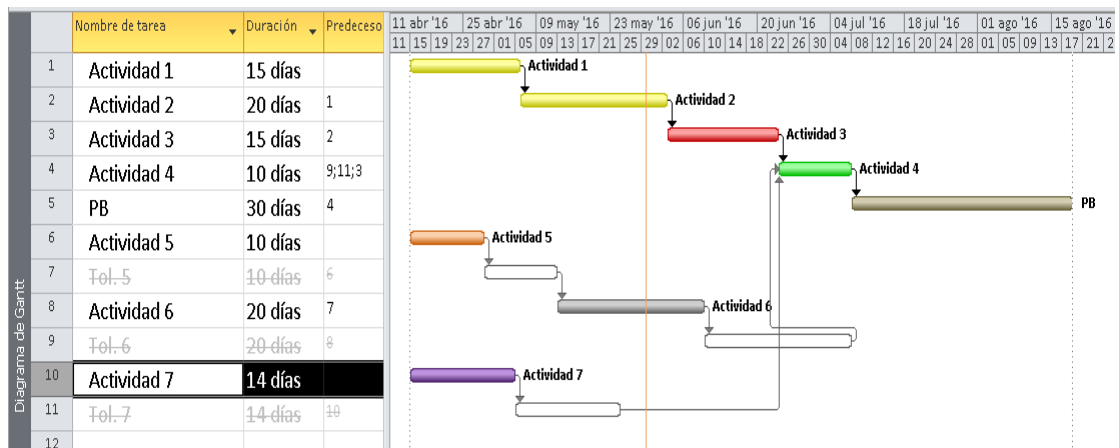 Nombre de tarea Duración Predeceso
11 abr '16 25 abr '16 09 may '16 23 may '16 06 jun '16 20 jun '16 04 jul '16 18 jul '16 01 ago '16 15 ago '16
11 15 19 23 27 01 05 09 13 17 21 25 29 02 06 10 14 18 22 26 30 04 08 12 16 20 24 28 01 05 09 13 17 21
1 Actividad 1 15 días Actividad 1
2 Actividad 2 20 días 1 Actividad 2
3 Actividad 3 15 días 2 Actividad 3
4 Actividad 4 10 días 9;11;3 Actividad 4
5 PB 30 días 4 PB
6 Actividad 5 10 días Actividad 5
7 Tol. 5 10 días 6
8 Actividad 6 20 días 7 Actividad 6
9 Tol. 6 20 días 8
10 Actividad 7 14 días Actividad 7
11 Tol. 7 14 días 10
12
Diagrama de Gantt